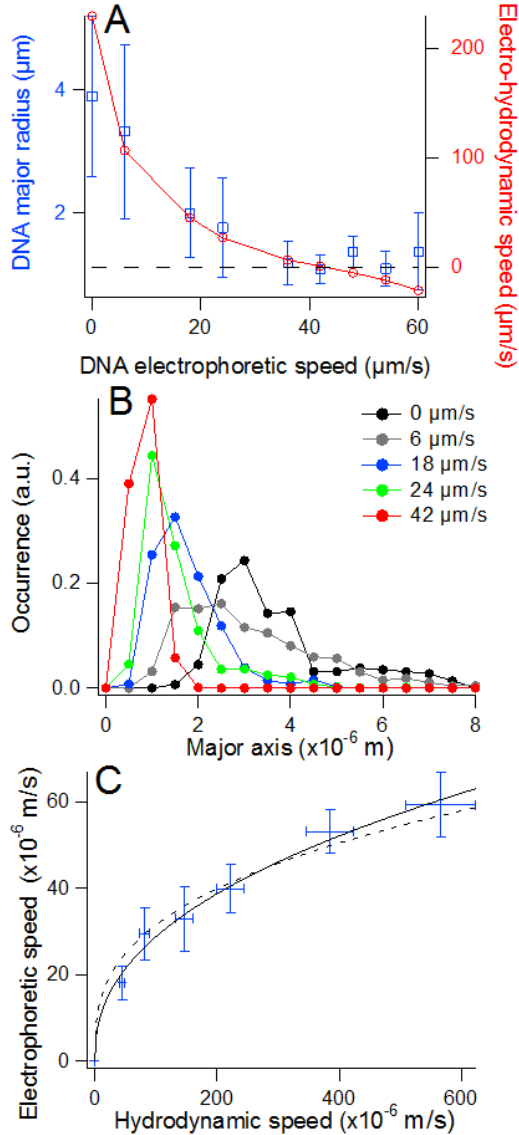 A
DNA major radius (μm)
4
2
200
100
0
Electro-hydrodynamic speed (μm/s)
0
20
40
60
DNA electrophoretic speed (μm/s)
B
0 μm/s
6 μm/s
18 μm/s
24 μm/s
42 μm/s
Occurrence (a.u.)
0.4
0.2
0.0
0
2
4
6
8
Major axis (x10⁻⁶ m)
C
Electrophoretic speed (x10⁻⁶ m/s)
60
40
20
0
0
200
400
600
Hydrodynamic speed (x10⁻⁶ m/s)